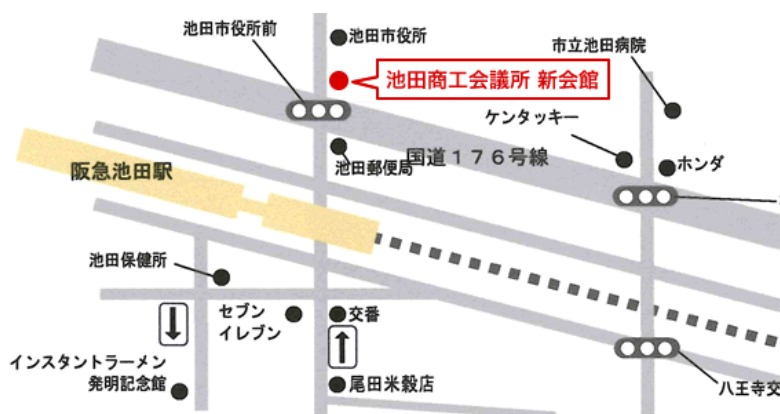 池田市役所前
池田市役所
市立池田病院
池田商工会議所 新会館
ケンタッキー
池田郵便局
国道176号線
ホンダ
阪急池田駅
池田保健所
セブン
イレブン
交番
インスタントラーメン
発明記念館
尾田米穀店
八王寺交